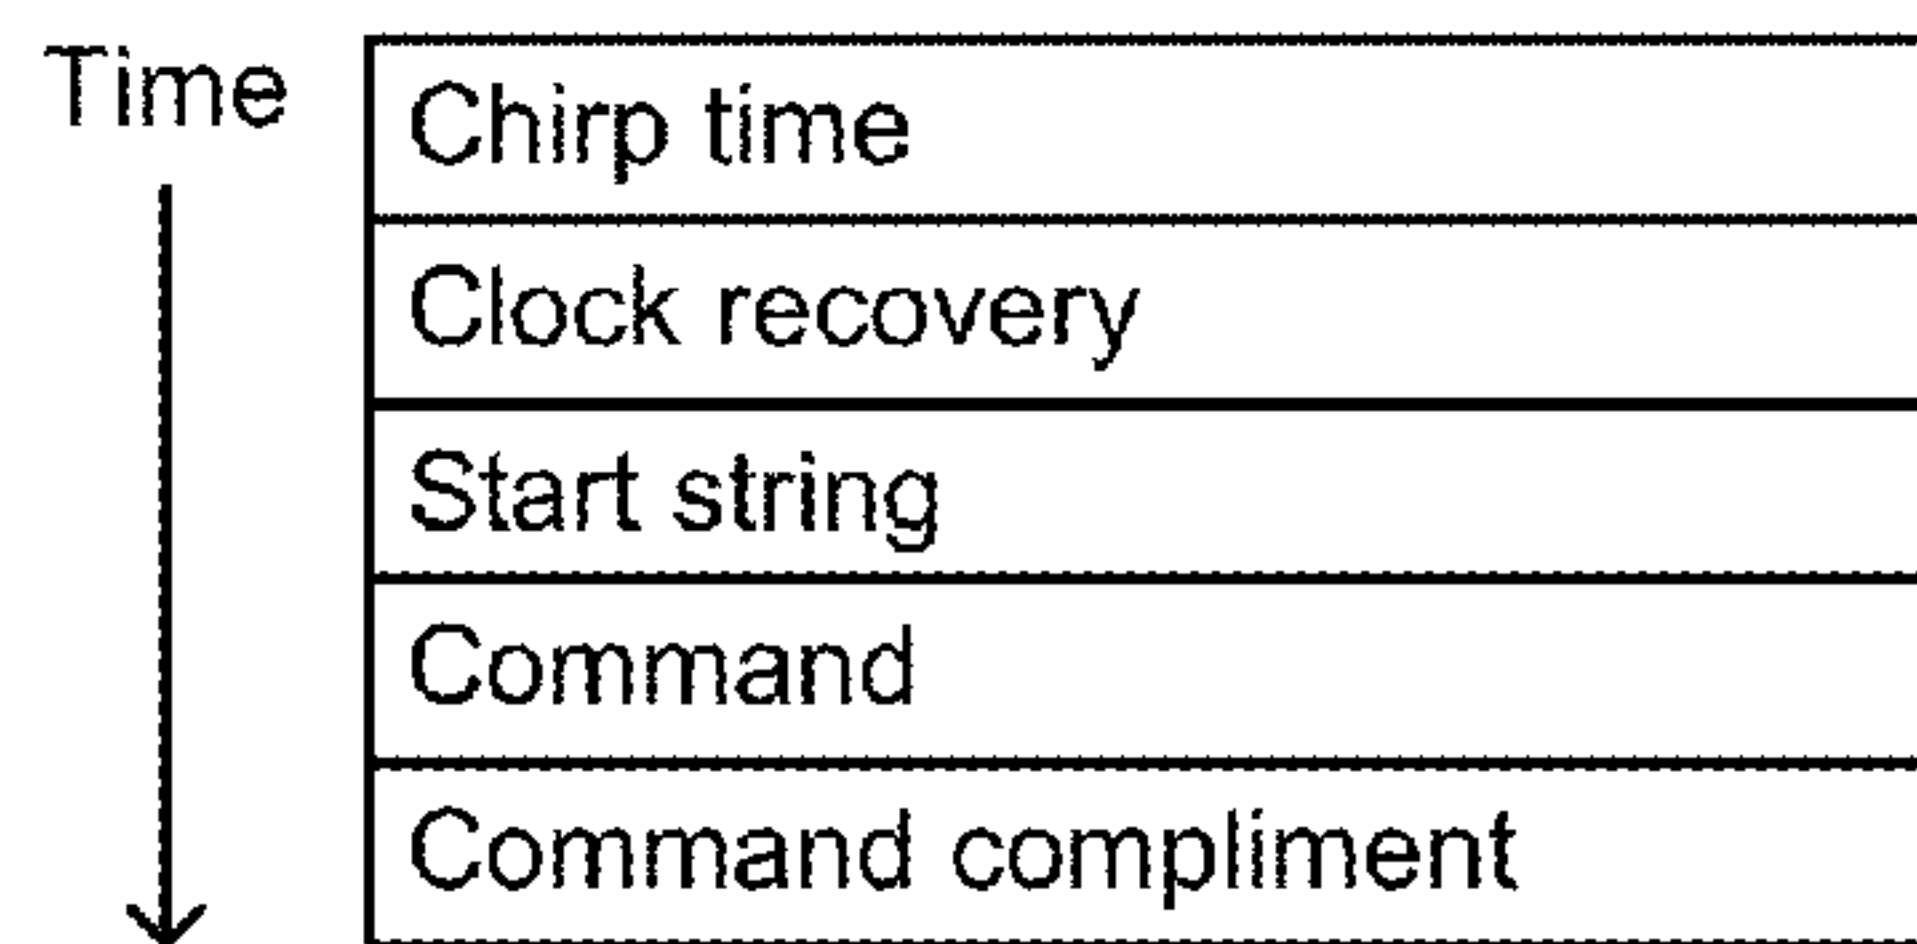 Time
Chirp time
Clock recovery
Start string
Command
Command compliment